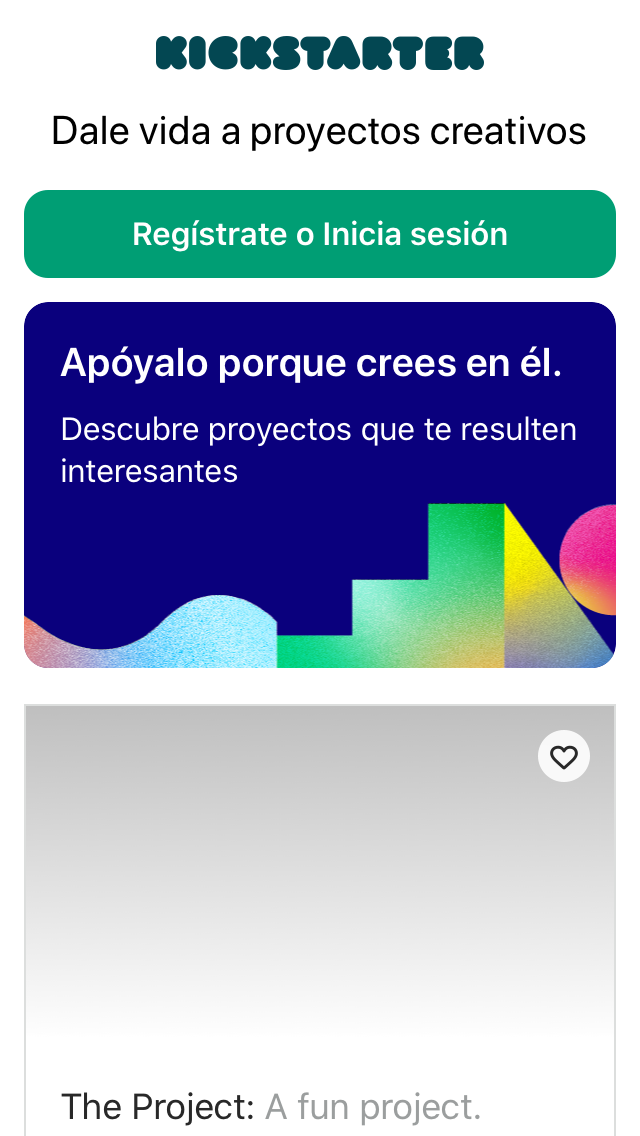 KICKSTARTER
Dale vida a proyectos creativos
Regístrate o Inicia sesión
Apóyalo porque crees en él.
Descubre proyectos que te resulten
interesantes
The Project: A fun project.